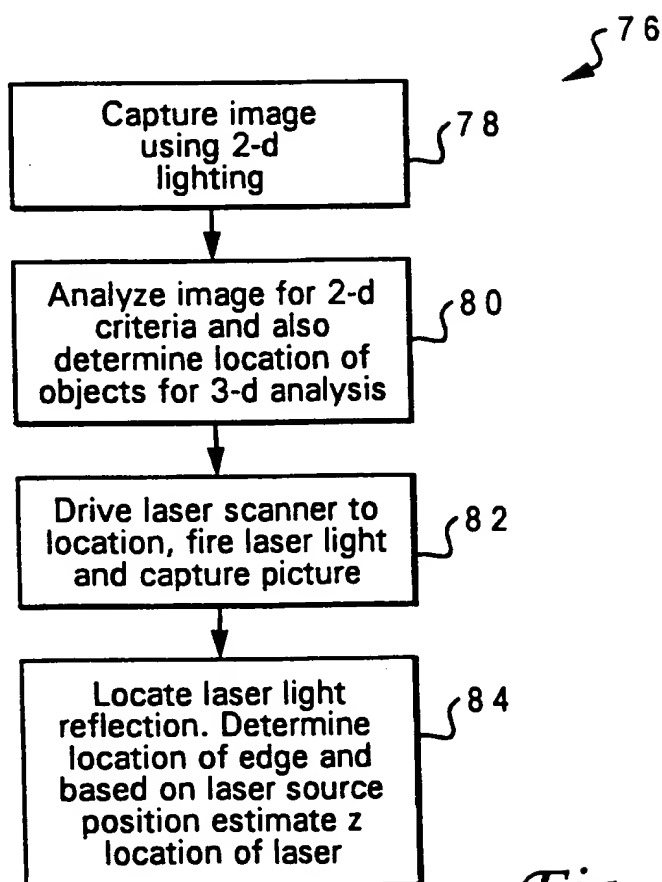 76
Capture image
using 2-d
lighting
78
Analyze image for 2-d
criteria and also
determine location of
objects for 3-d analysis
80
Drive laser scanner to
location, fire laser light
and capture picture
82
Locate laser light
reflection. Determine
location of edge and
based on laser source
position estimate z
location of laser
84